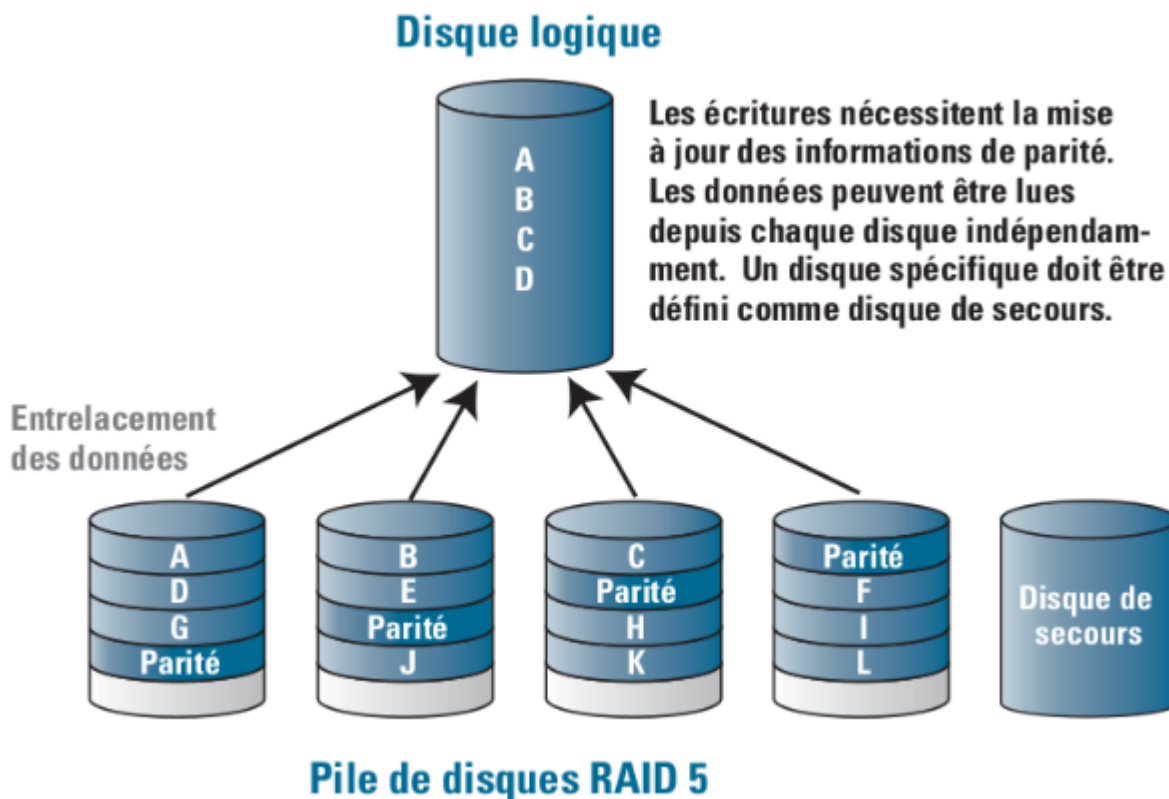 Disque logique
A
B
C
D
Les écritures nécessitent la mise
à jour des informations de parité.
Les données peuvent être lues
depuis chaque disque indépendam-
ment. Un disque spécifique doit être
défini comme disque de secours.
Entrelacement
des données
A
D
G
Parité
B
E
Parité
J
C
Parité
H
K
Parité
F
I
L
Disque de
secours
Pile de disques RAID 5